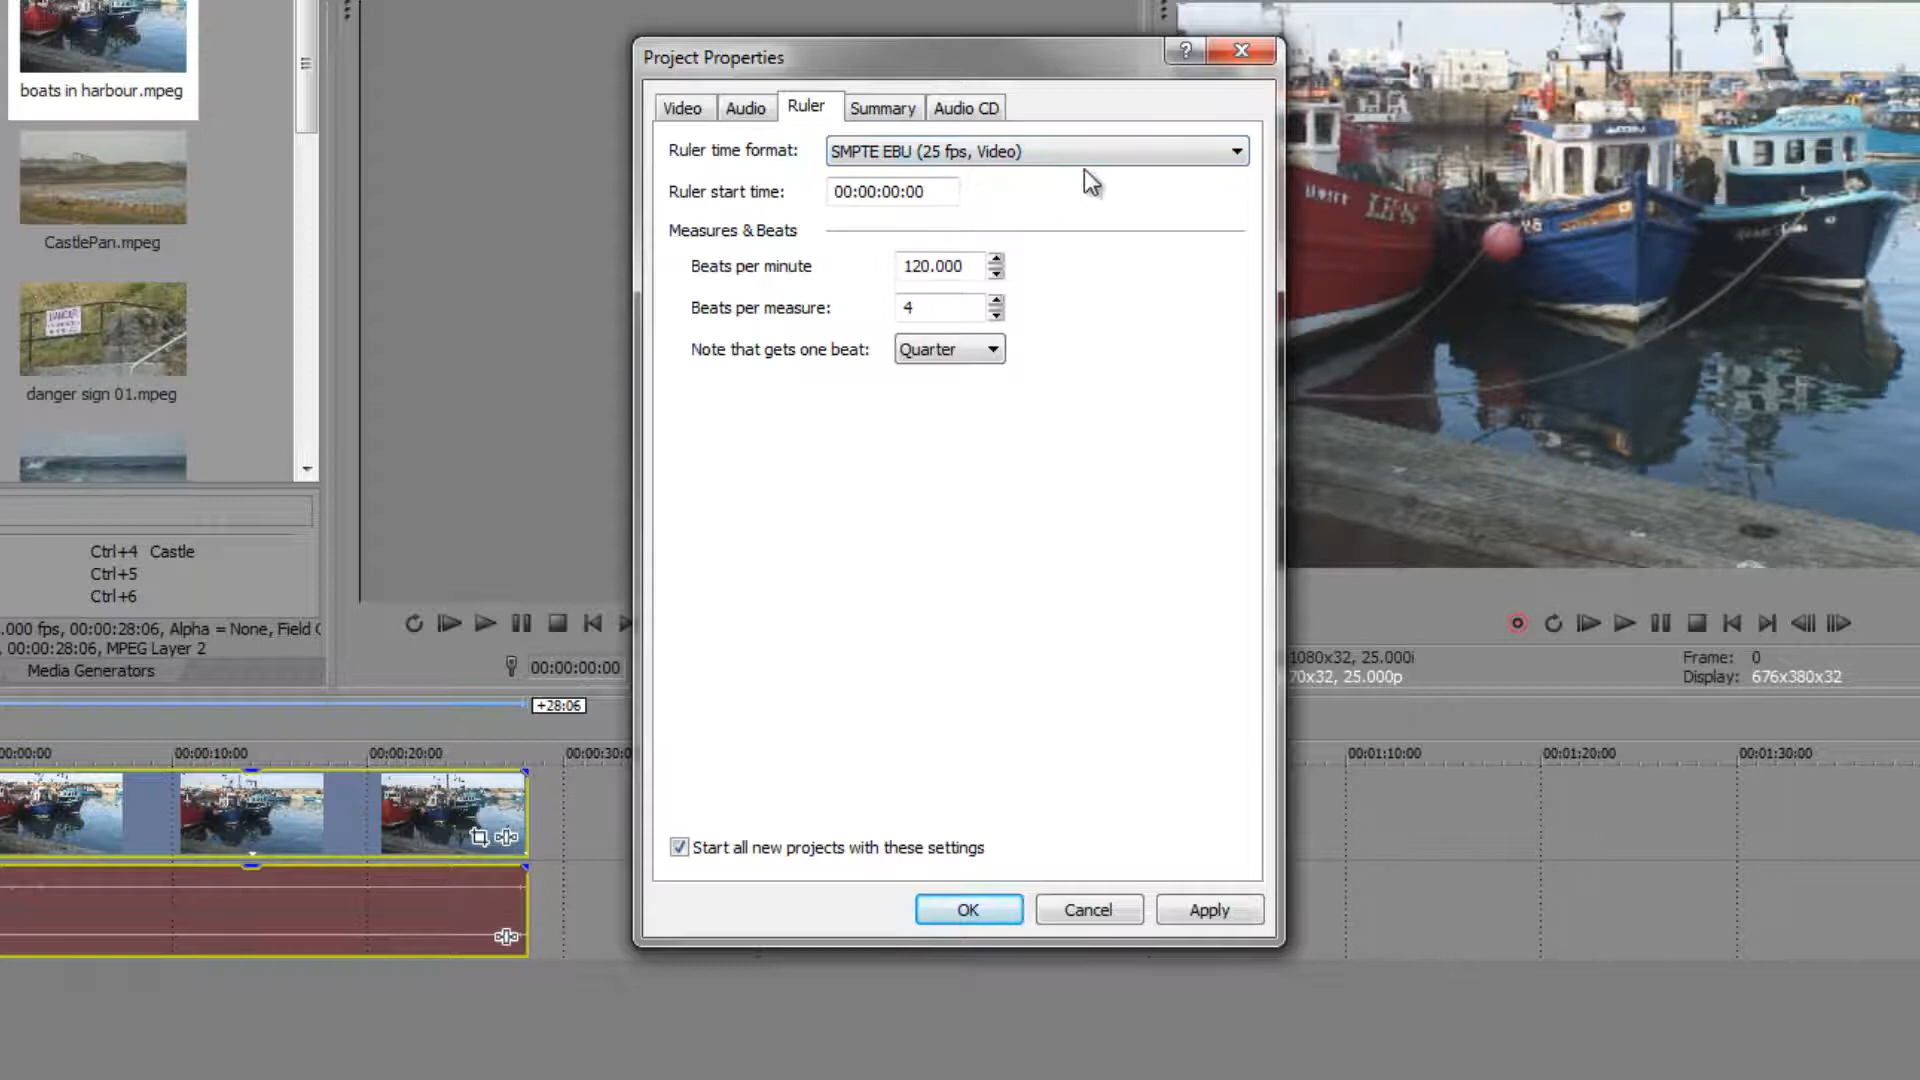 boats in harbour.mpeg
CastlePan.mpeg
danger sign 01.mpeg
Ctrl+4 Castle
Ctrl+5
Ctrl+6
.000 fps, 00:00:28:06, Alpha = None, Field
, 00:00:28:06, MPEG Layer 2
Media Generators
00:00:00:00
Project Properties
?
Video Audio Ruler Summary Audio CD
Ruler time format: SMPTE EBU (25 fps, Video)
Ruler start time: 00:00:00:00
Measures & Beats
Beats per minute 120.000
Beats per measure: 4
Note that gets one beat: Quarter
Start all new projects with these settings
OK Cancel Apply
1080x32, 25.000i
70x32, 25.000p
Frame: 0
Display: 676x380x32
+28:06
00:00:00 00:00:10:00 00:00:20:00 00:00:30:0 00:01:10:00 00:01:20:00 00:01:30:00
DANGER